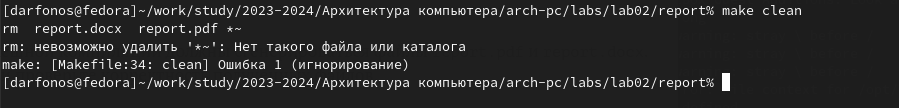 [darfonos@fedora]~/work/study/2023-2024/Архитектура компьютера/arch-pc/labs/lab02/report% make clean
rm  report.docx  report.pdf *~
rm: невозможно удалить '*~': Нет такого файла или каталога
make: [Makefile:34: clean] Ошибка 1 (игнорирование)
[darfonos@fedora]~/work/study/2023-2024/Архитектура компьютера/arch-pc/labs/lab02/report%